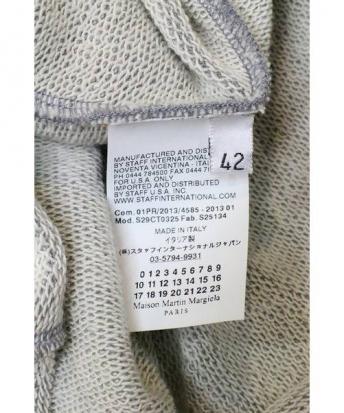 MANUFACTURED AND DIST
BY STAFF INTERNATIONAL
NOVENTA VICENTINA - ITA
PH 0444 784500 FAX 0444 7
FOR U.S.A. ONLY
IMPORTED AND DISTRIBUTED
BY STAFF U.S.A. INC.
WWW.STAFFINTERNATIONAL.COM
42
Com. 01PR/2013/4585 - 2013 01
Mod. S29CT0325 Fab. S25134
MADE IN ITALY
イタリア製
(株)スタッフインターナショナルジャパン
03-5794-9931
0 1 2 3 4 5 6 7 8 9
10 11 12 13 14 15 16
17 18 19 20 21 22 23
Maison Martin Margiela
PARIS